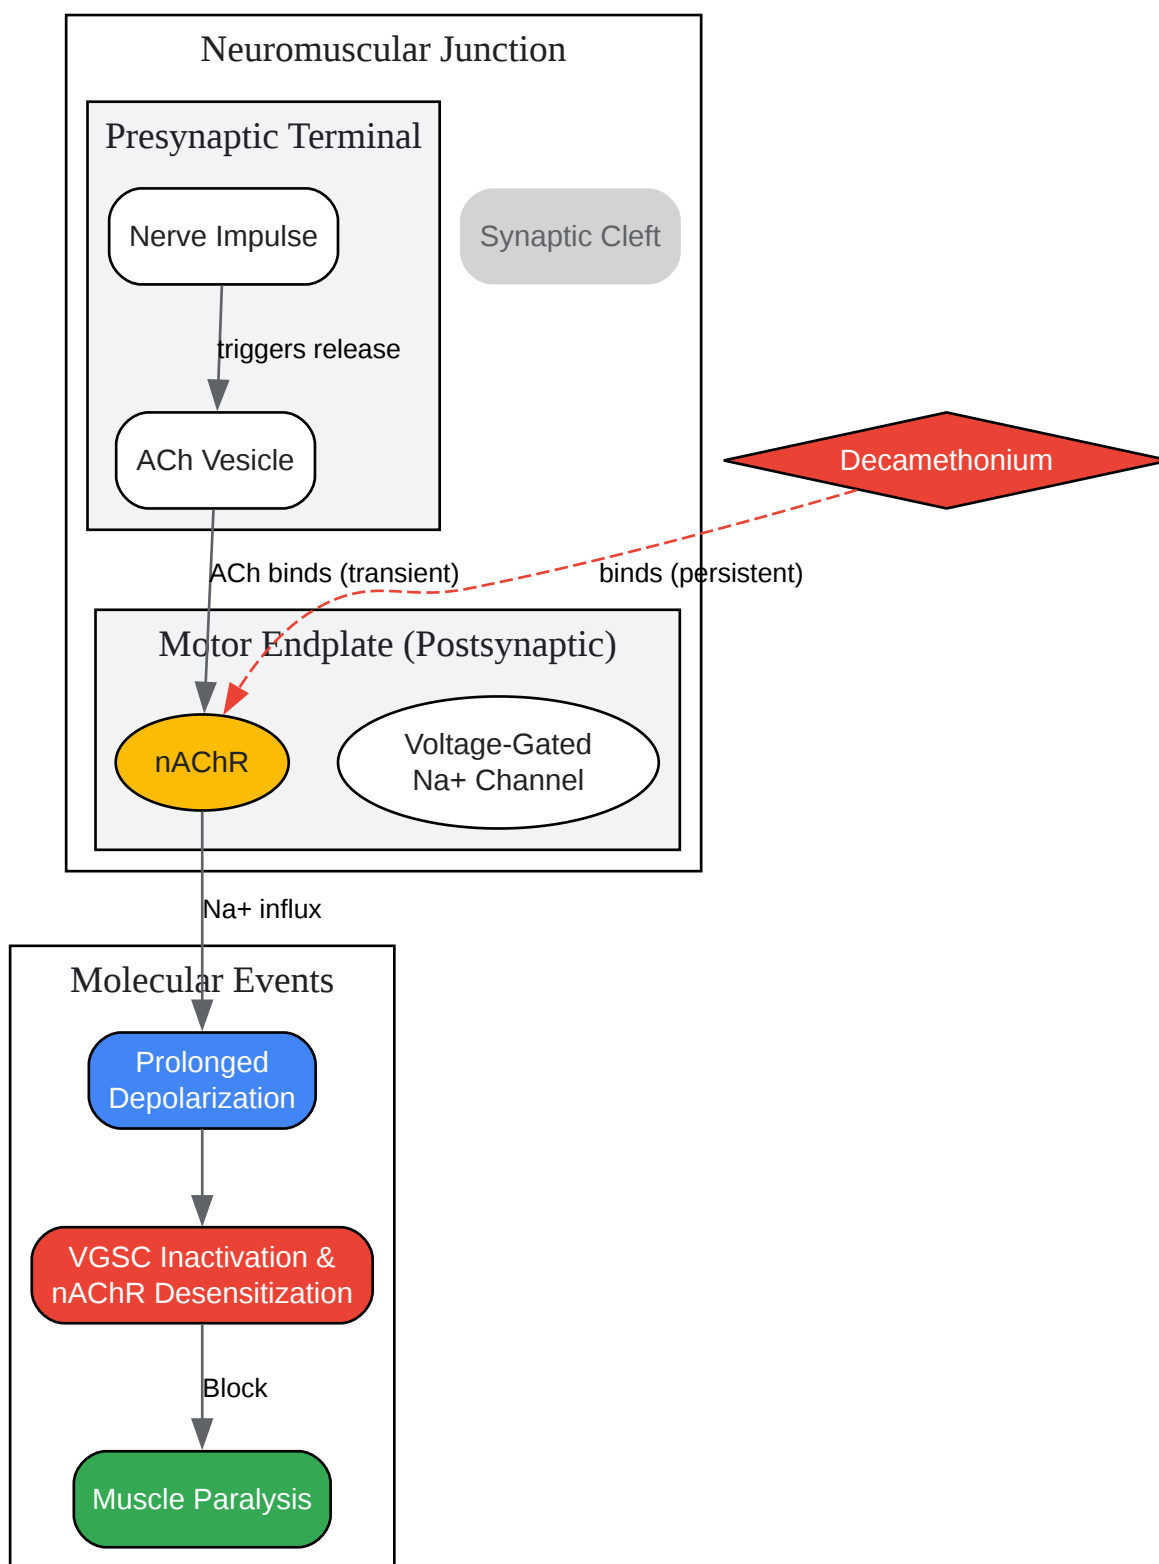 Neuromuscular Junction
Presynaptic Terminal
Nerve Impulse
Synaptic Cleft
triggers release
ACh Vesicle
Decamethonium
ACh binds (transient)
binds (persistent)
Motor Endplate (Postsynaptic)
nAChR
Voltage-Gated
Na+ Channel
Na+ influx
Molecular Events
Prolonged
Depolarization
VGSC Inactivation &
nAChR Desensitization
Block
Muscle Paralysis